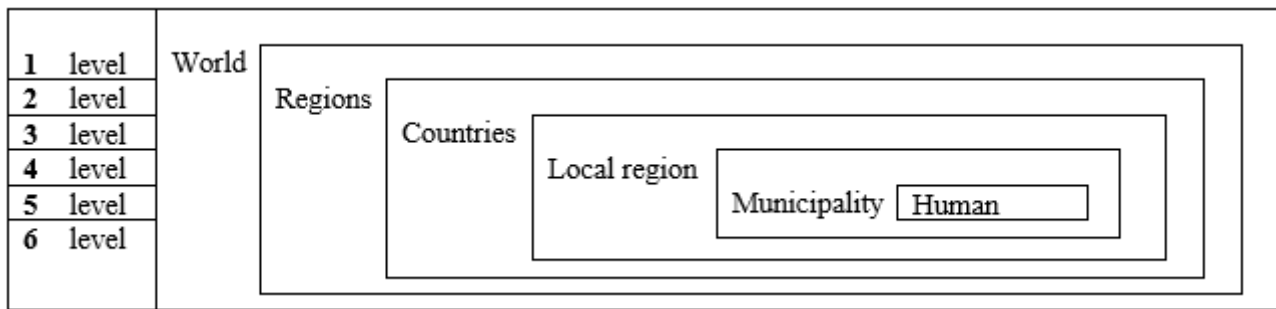 1 level World
2 level Regions
3 level Countries
4 level Local region
5 level Municipality Human
6 level